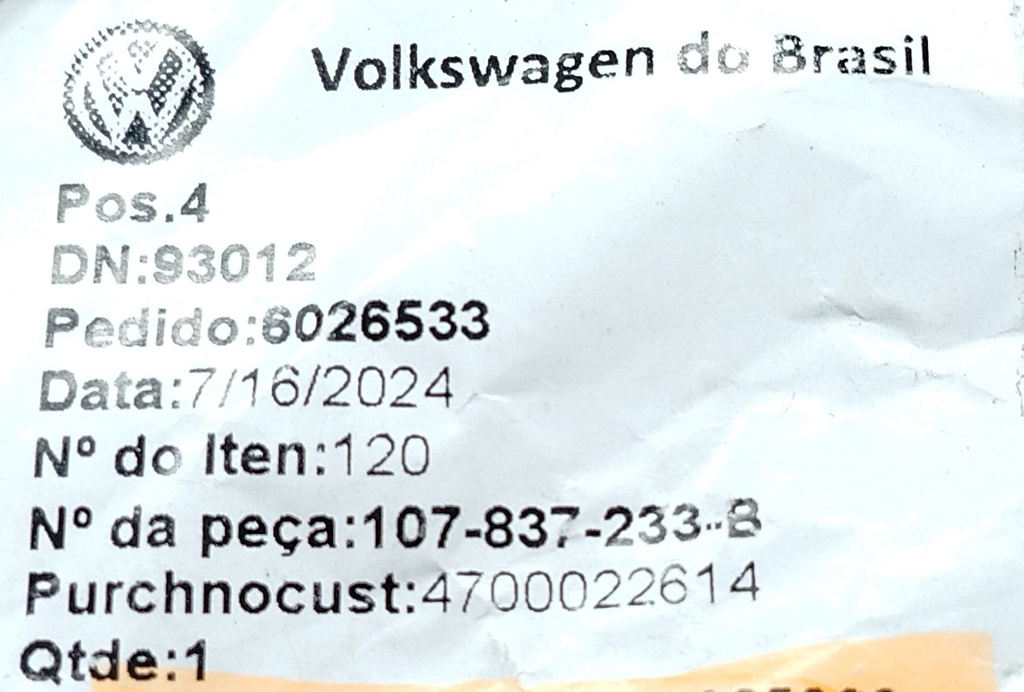 Volkswagen do Brasil
Pos.4
DN:93012
Pedido:6026533
Data:7/16/2024
Nº do Iten:120
Nº da peça:107-837-233-B
Purchnocust:4700022614
Qtde:1